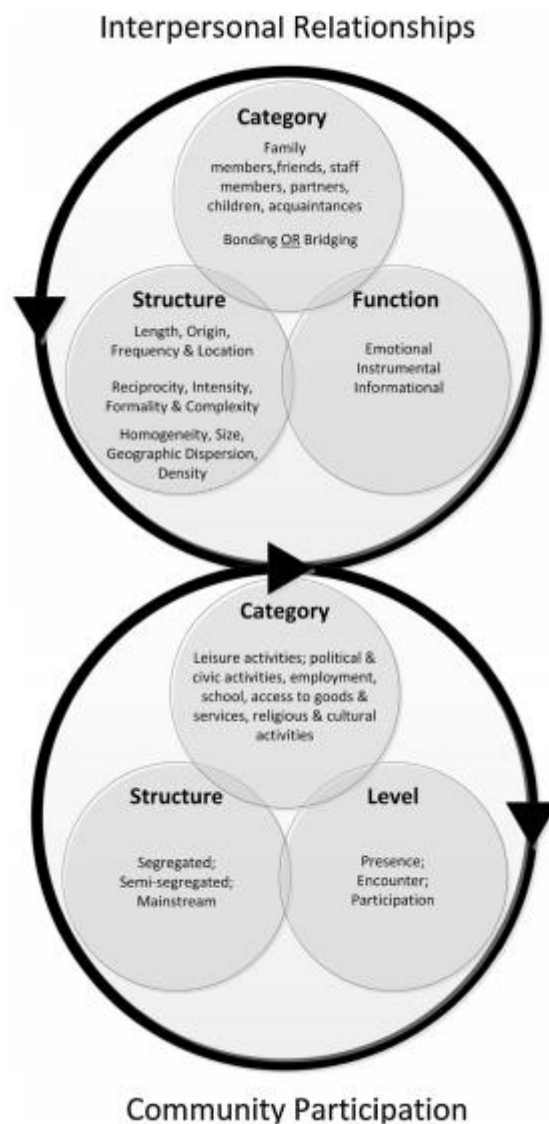 Interpersonal Relationships
Category
Family
members,friends, staff
members, partners,
children, acquaintances
Bonding OR Bridging
Structure
Length, Origin,
Frequency & Location
Reciprocity, Intensity,
Formality & Complexity
Homogeneity, Size,
Geographic Dispersion,
Density
Function
Emotional
Instrumental
Informational
Category
Leisure activities; political &
civic activities, employment,
school, access to goods &
services, religious & cultural
activities
Structure
Segregated;
Semi-segregated;
Mainstream
Level
Presence;
Encounter;
Participation
Community Participation